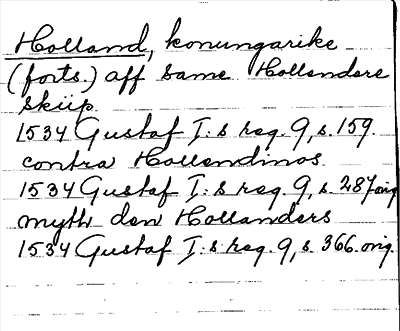 Holland, konungarike
(forts.) aff same Hollenders
skiip
1534 Gustaf I:s reg. 9, s. 159.
contra Hollendinos
1534 Gustaf I:s reg. 9, s. 287 orig
myth den Hollanders
1534 Gustaf I:s reg. 9, s. 366. orig.